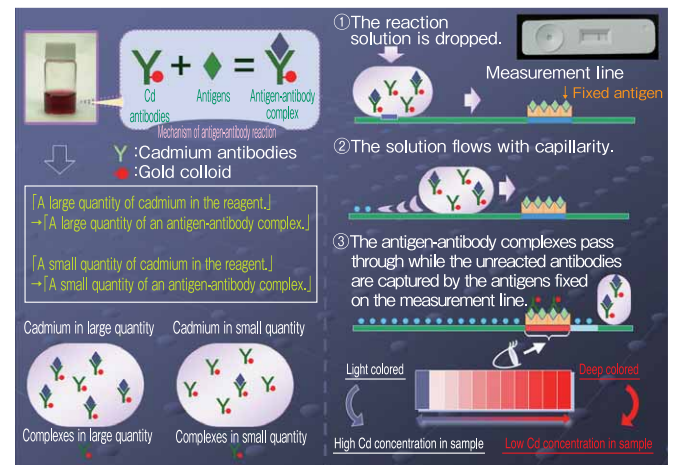 Cd
antibodies
Antigens
Antigen-antibody
complex
Mechanism of antigen-antibody reaction
:Cadmium antibodies
:Gold colloid
「A large quantity of cadmium in the reagent.」
→「A large quantity of an antigen-antibody complex.」
「A small quantity of cadmium in the reagent.」
→「A small quantity of an antigen-antibody complex.」
Cadmium in large quantity
Cadmium in small quantity
Complexes in large quantity
Complexes in small quantity
①The reaction
solution is dropped.
Measurement line
↓Fixed antigen
②The solution flows with capillarity.
③The antigen-antibody complexes pass
through while the unreacted antibodies
are captured by the antigens fixed
on the measurement line.
Light colored
Deep colored
High Cd concentration in sample
Low Cd concentration in sample